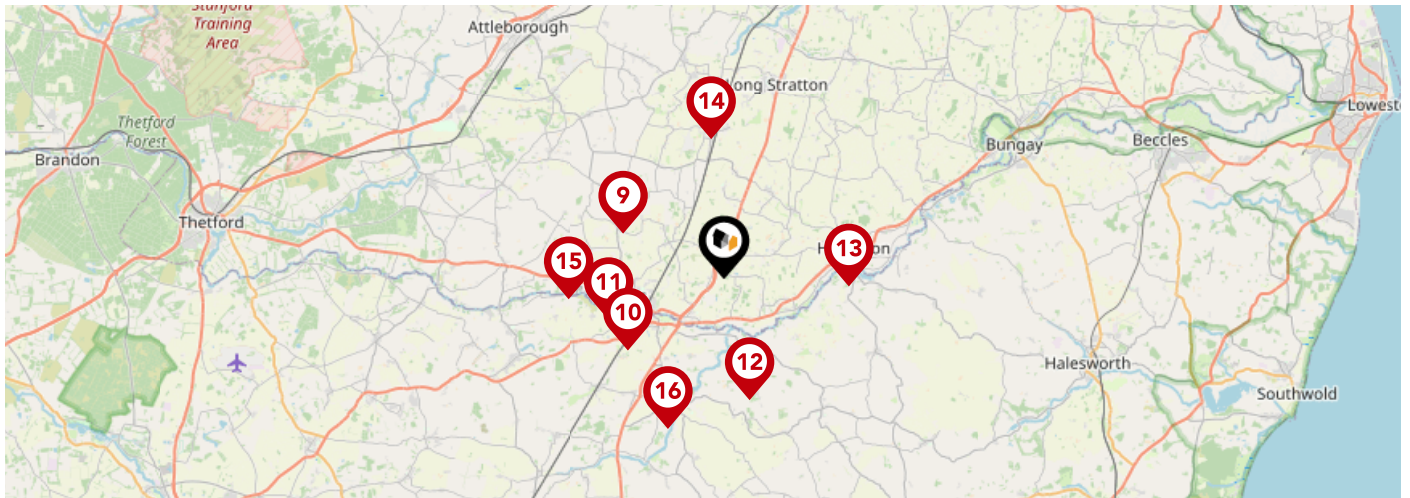 Stanford
Training
Area
Attleborough
Long Stratton
14
Lowest
Thetford
Forest
Brandon
Bungay
Beccles
9
Thetford
13
15
11
10
12
16
Halesworth
Southwold